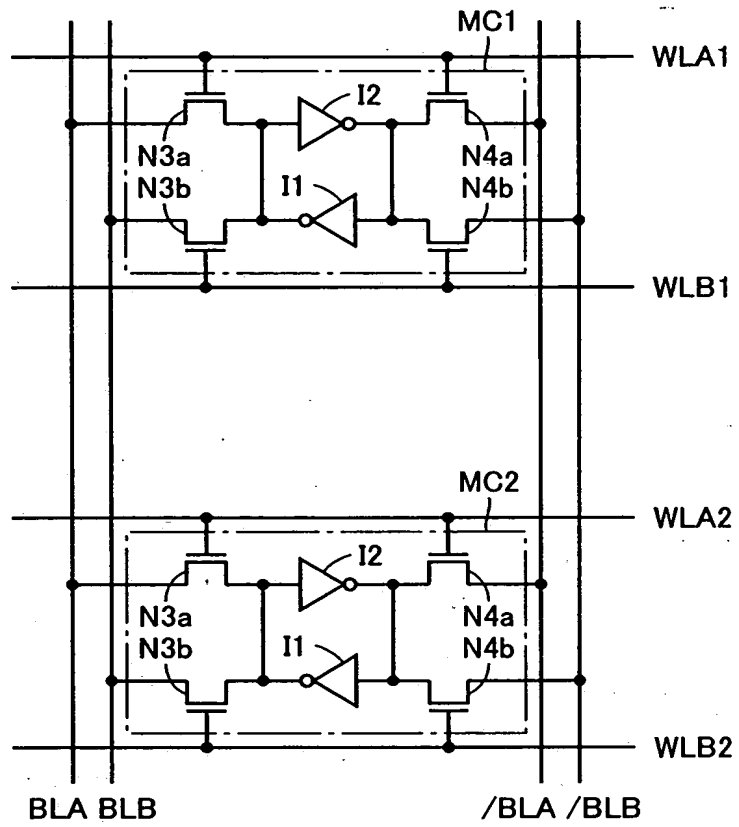 MC1
WLA1
I2
N3a
N3b
I1
N4a
N4b
WLB1
MC2
WLA2
I2
N3a
N3b
I1
N4a
N4b
WLB2
BLA BLB /BLA /BLB